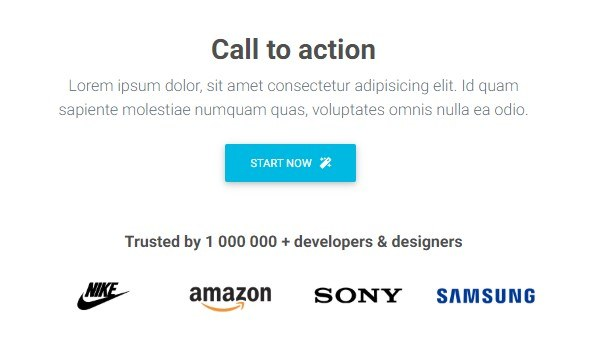 Call to action
Lorem ipsum dolor, sit amet consectetur adipisicing elit. Id quam
sapiente molestiae numquam quas, voluptates omnis nulla ea odio.
START NOW
Trusted by 1 000 000 + developers & designers
NIKE amazon SONY SAMSUNG